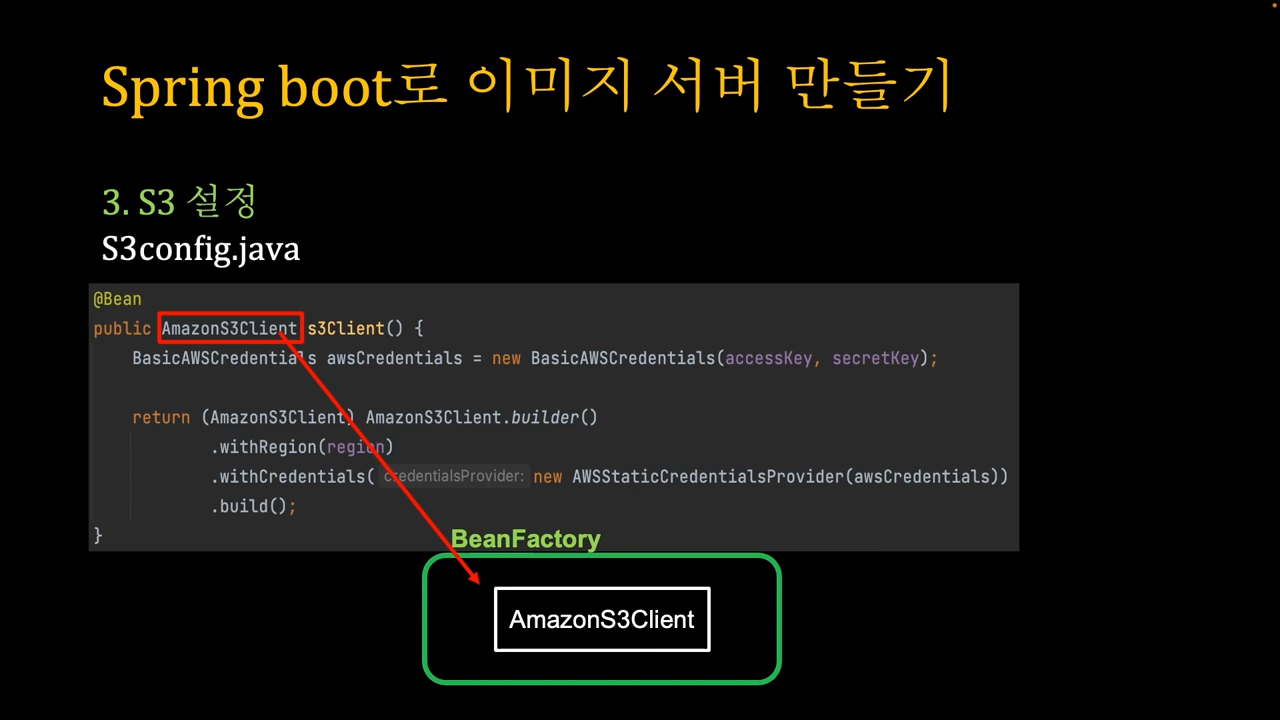 Spring boot로 이미지 서버 만들기
3. S3 설정
S3config.java
@Bean
public AmazonS3Client s3Client() {
BasicAWSCredentials awsCredentials = new BasicAWSCredentials(accessKey, secretKey);
return (AmazonS3Client) AmazonS3Client.builder()
.withRegion(region)
.withCredentials( credentialsProvider: new AWSStaticCredentialsProvider(awsCredentials))
.build();
}
BeanFactory
AmazonS3Client